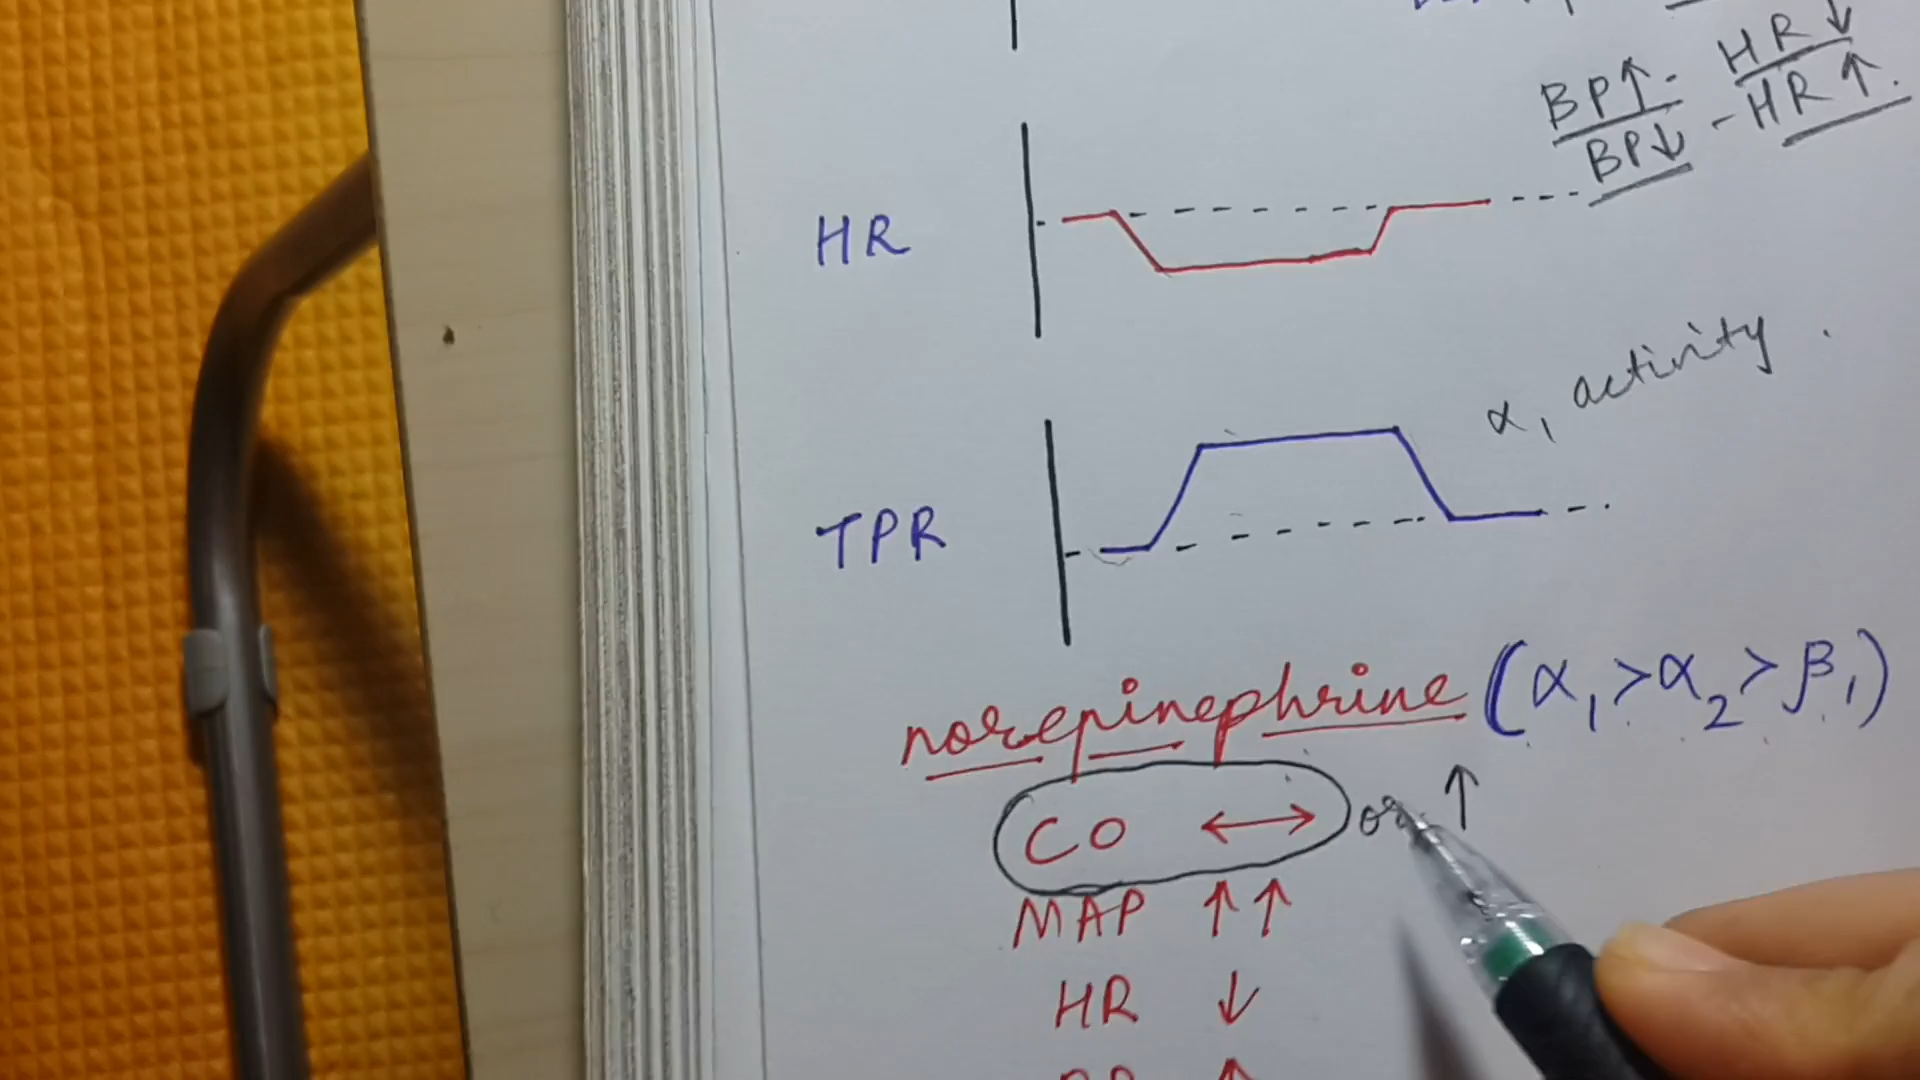 BP↑ - HR↓
BP↓ - HR↑.
HR
α₁ activity.
TPR
norepinephrine (α₁>α₂>β₁)
CO ↔ or ↑
MAP ↑↑
HR ↓